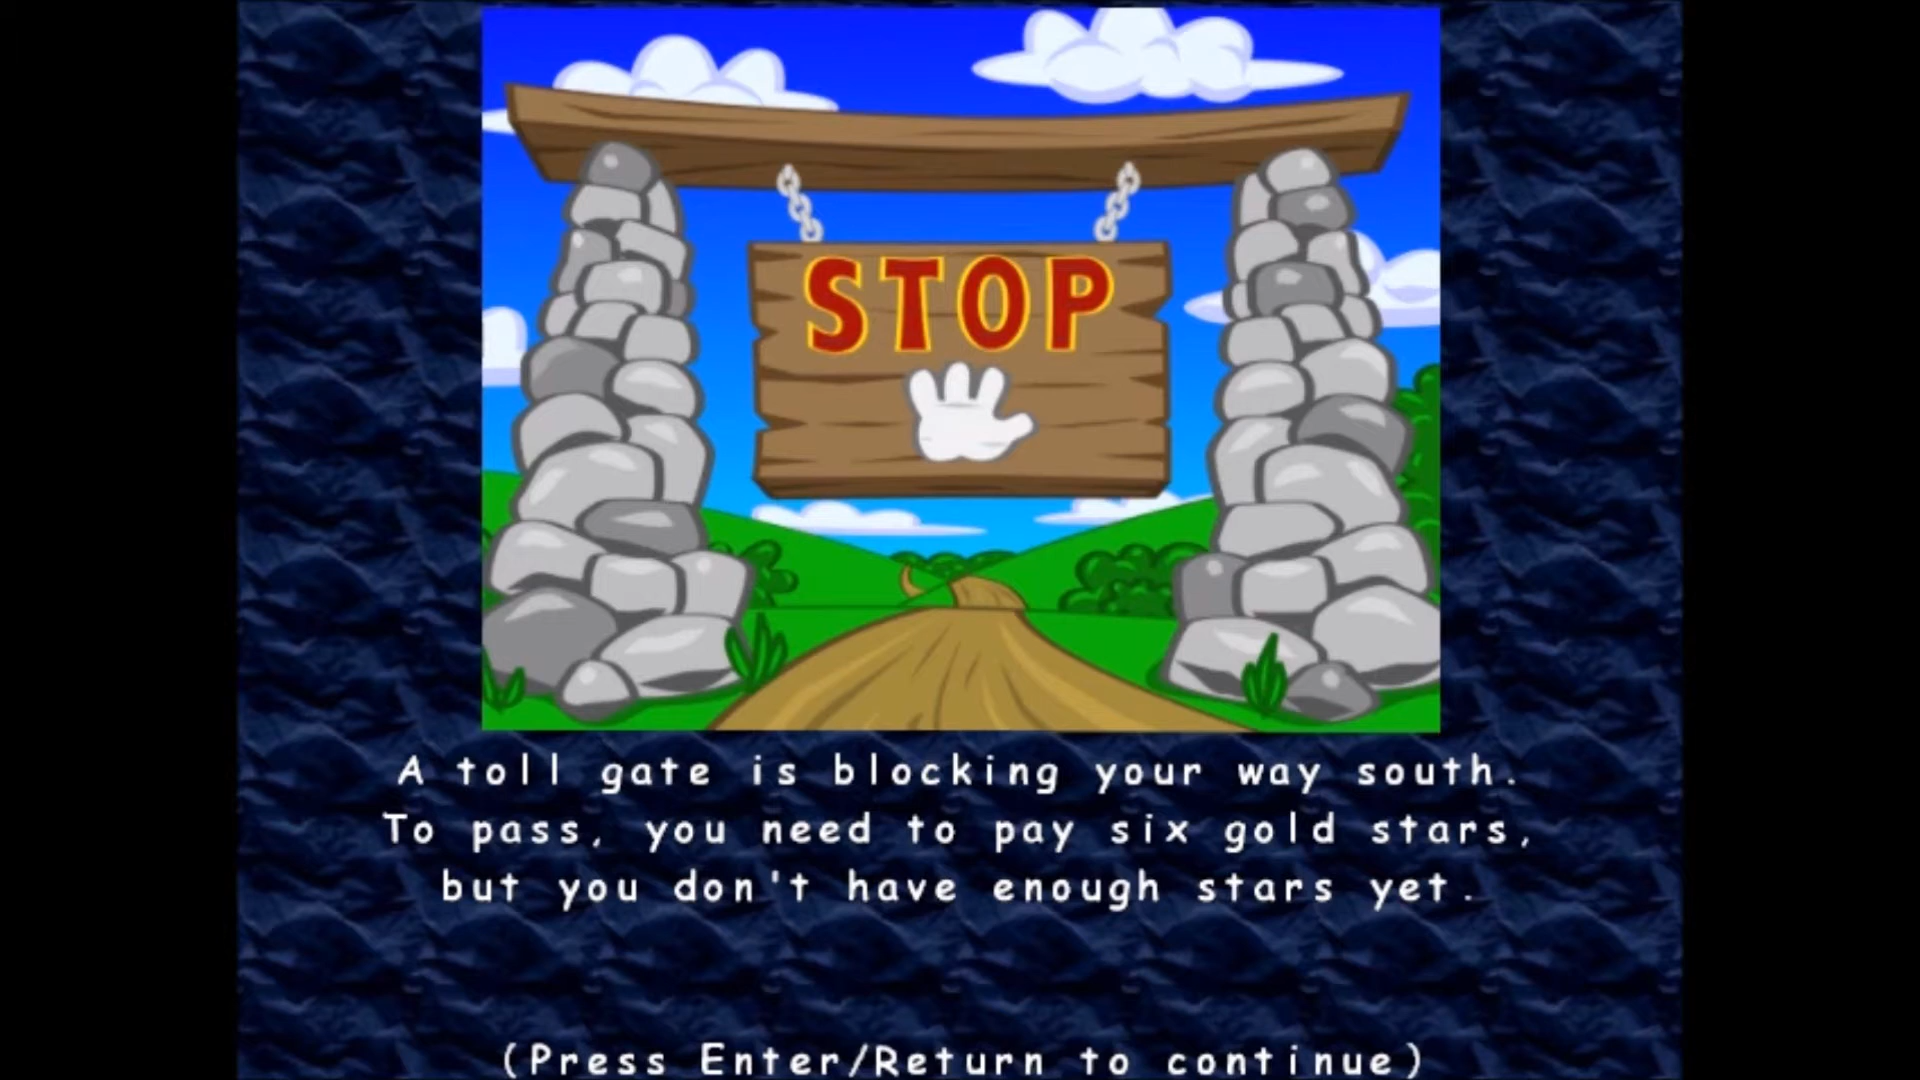 STOP
A toll gate is blocking your way south.
To pass, you need to pay six gold stars,
but you don't have enough stars yet.
(Press Enter/Return to continue)